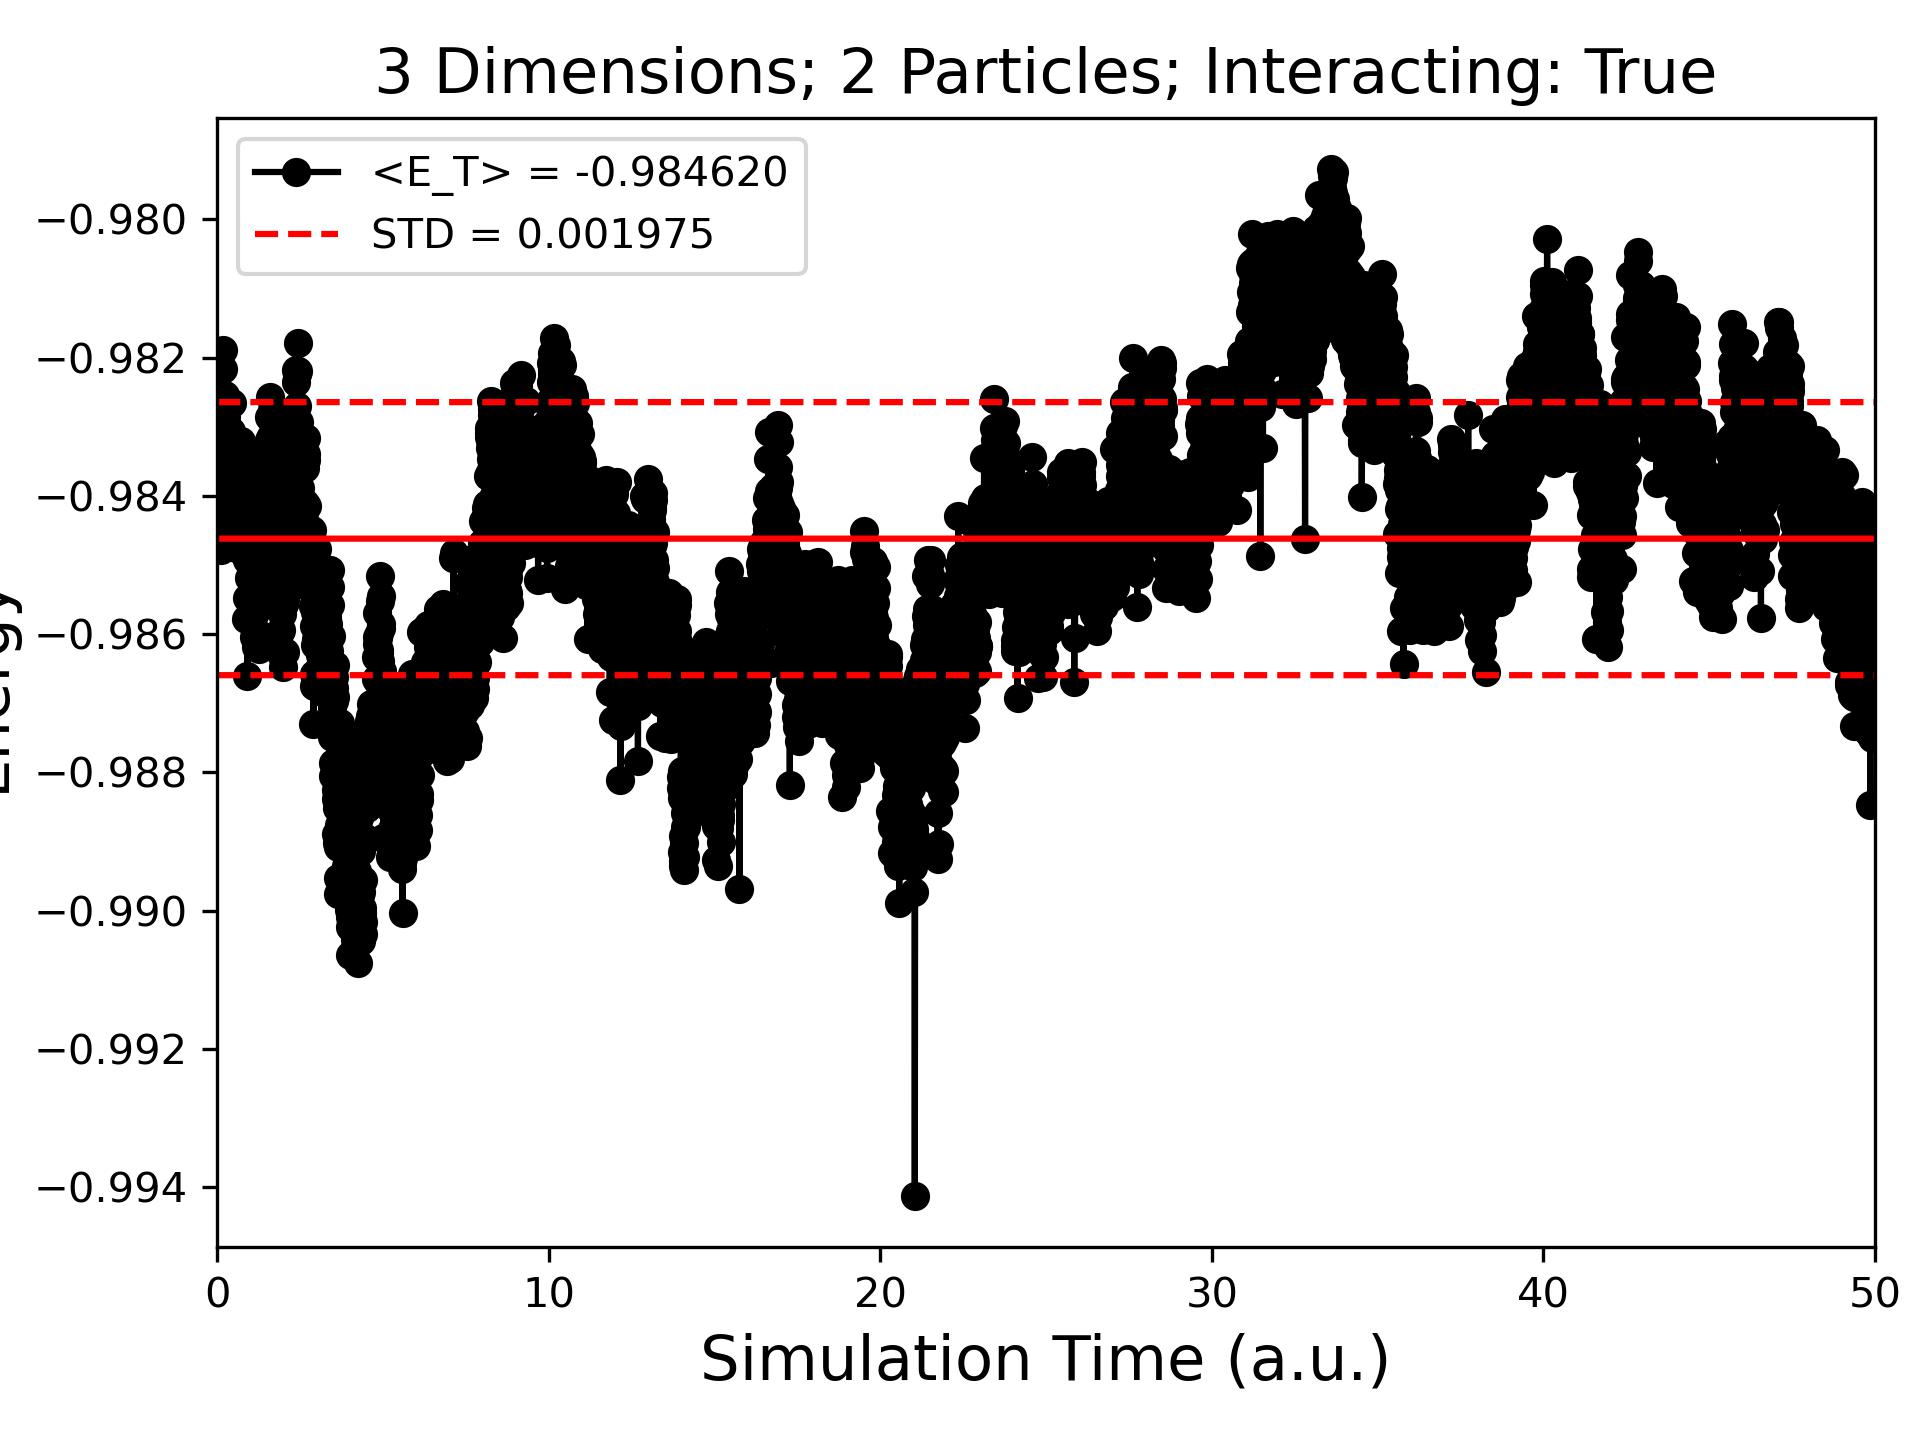 3 Dimensions; 2 Particles; Interacting: True
<E_T> = -0.984620
STD = 0.001975
−0.980
−0.982
−0.984
−0.986
−0.988
−0.990
−0.992
−0.994
Energy
0 10 20 30 40 50
Simulation Time (a.u.)